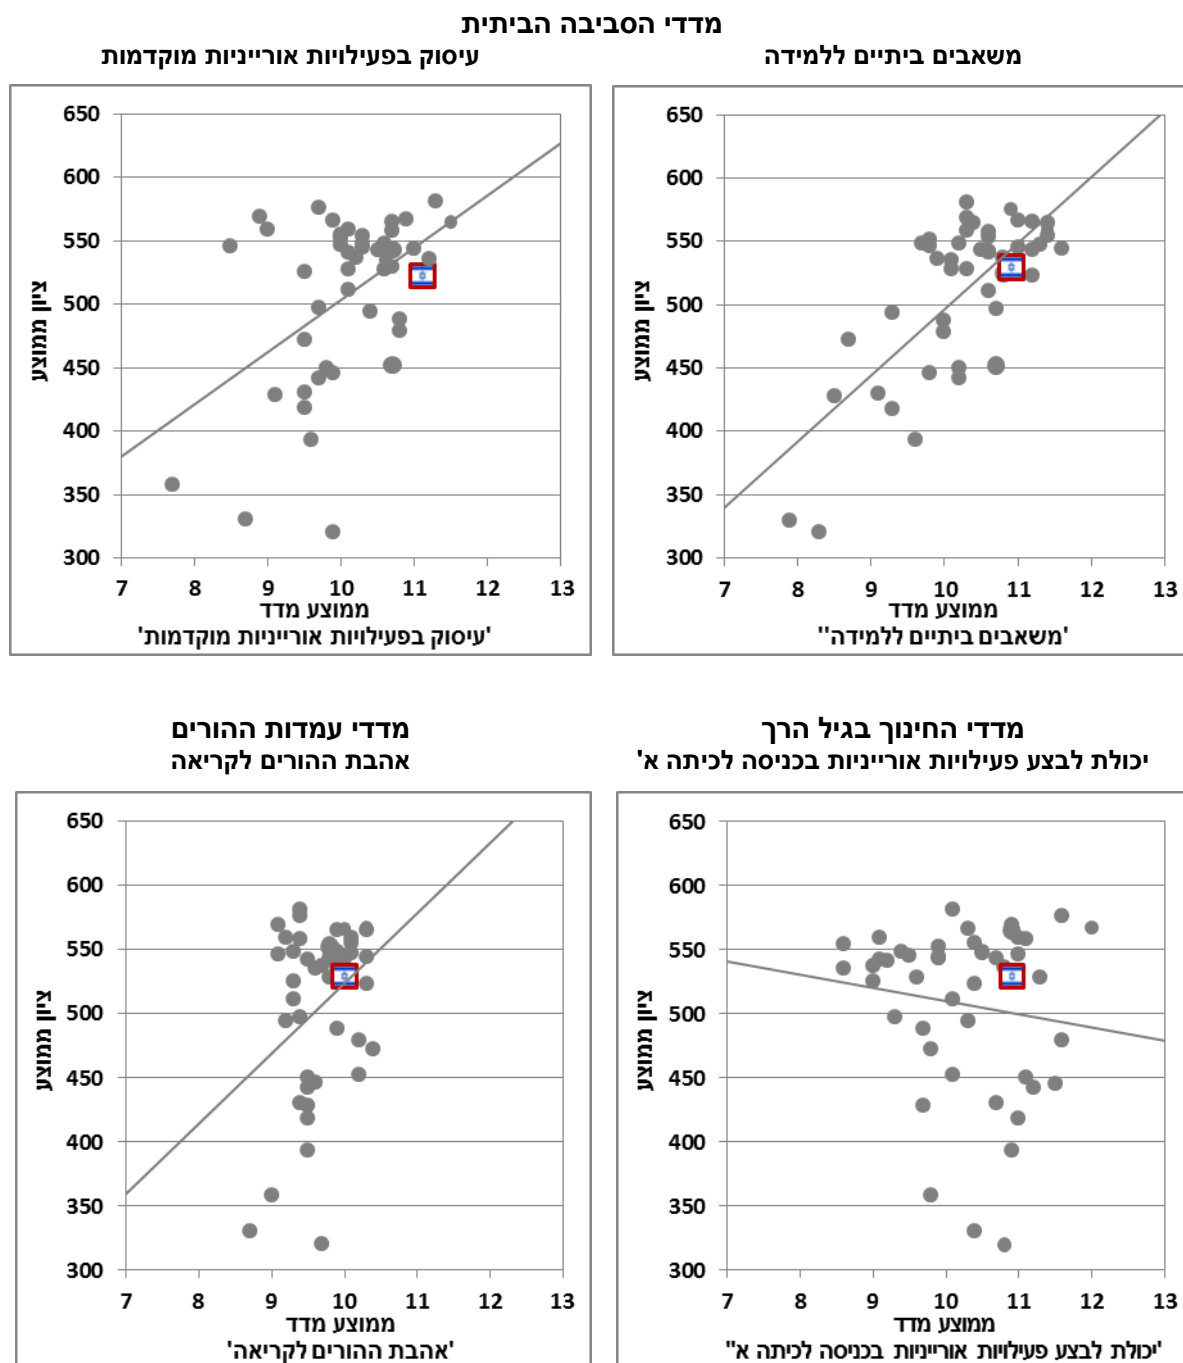 מדדי הסביבה הביתית
משאבים ביתיים ללמידה
650
600
550
500
450
400
350
300
ציון ממוצע
7 8 9 10 11 12 13
ממוצע מדד
'משאבים ביתיים ללמידה''
עיסוק בפעילויות אורייניות מוקדמות
650
600
550
500
450
400
350
300
ציון ממוצע
7 8 9 10 11 12 13
ממוצע מדד
'עיסוק בפעילויות אורייניות מוקדמות'
מדדי החינוך בגיל הרך
יכולת לבצע פעילויות אורייניות בכניסה לכיתה א'
650
600
550
500
450
400
350
300
ציון ממוצע
7 8 9 10 11 12 13
ממוצע מדד
'יכולת לבצע פעילויות אורייניות בכניסה לכיתה א"
מדדי עמדות ההורים
אהבת ההורים לקריאה
650
600
550
500
450
400
350
300
ציון ממוצע
7 8 9 10 11 12 13
ממוצע מדד
'אהבת ההורים לקריאה'